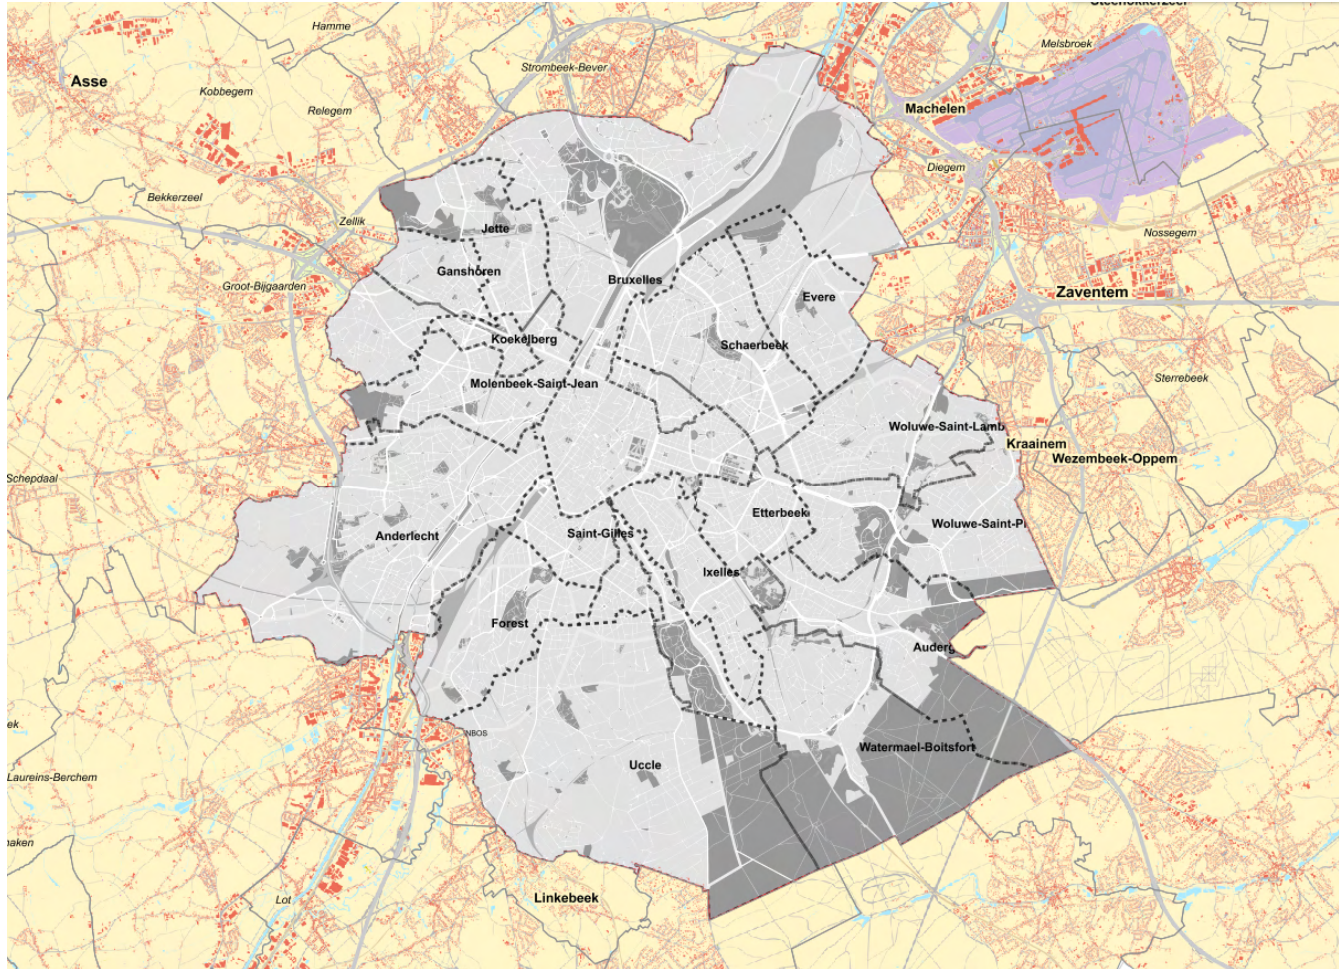 Steenokkerzeel
Hamme
Melsbroek
Strombeek-Bever
Asse
Kobbegem
Machelen
Relegem
Diegem
Bekkerzeel
Zellik
Jette
Nossegem
Ganshoren
Bruxelles
Groot-Bijgaarden
Zaventem
Evere
Koekelberg
Schaerbeek
Sterrebeek
Molenbeek-Saint-Jean
Woluwe-Saint-Lamb
Kraainem
Wezembeek-Oppem
Schepdaal
Etterbeek
Woluwe-Saint-Pi
Saint-Gilles
Anderlecht
Ixelles
Forest
Auderg
ek
NBOS
Watermael-Boitsfort
Uccle
Laureins-Berchem
naken
Linkebeek
Lot